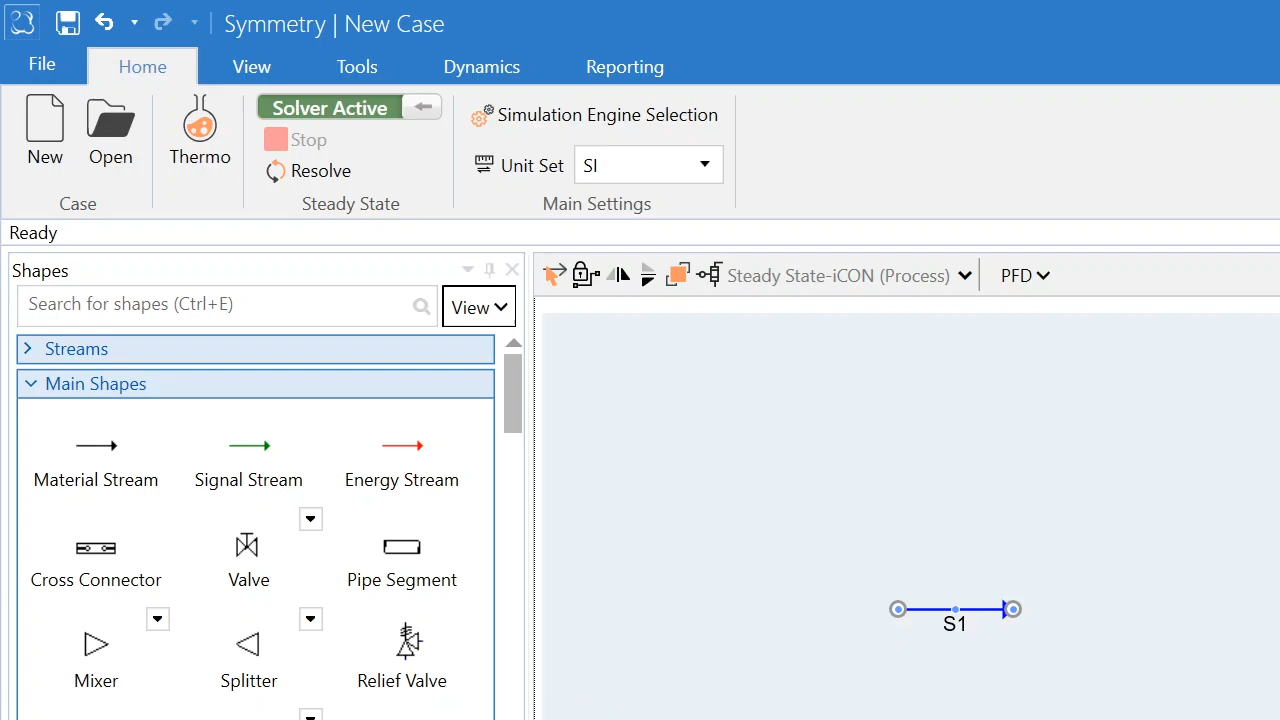 Symmetry | New Case
File Home View Tools Dynamics Reporting
New Open Thermo
Solver Active
Stop
Resolve
Simulation Engine Selection
Unit Set SI
Case Steady State Main Settings
Ready
Shapes
Search for shapes (Ctrl+E) View
Steady State-iCON (Process) PFD
Streams
Main Shapes
Material Stream Signal Stream Energy Stream
Cross Connector Valve Pipe Segment
Mixer Splitter Relief Valve
S1